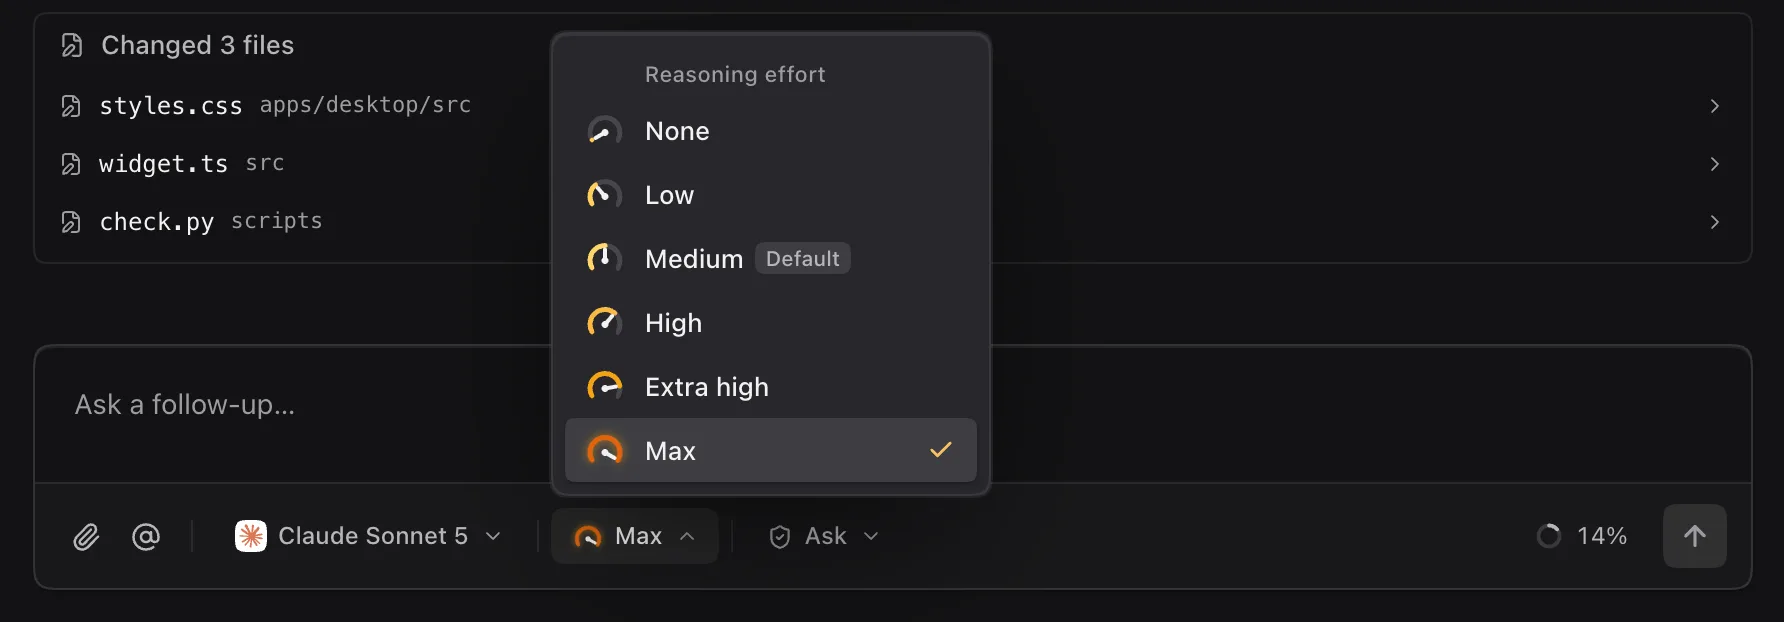 Changed 3 files
styles.css apps/desktop/src
widget.ts src
check.py scripts
Reasoning effort
None
Low
Medium Default
High
Extra high
Max
Ask a follow-up...
Claude Sonnet 5 Max Ask 14%